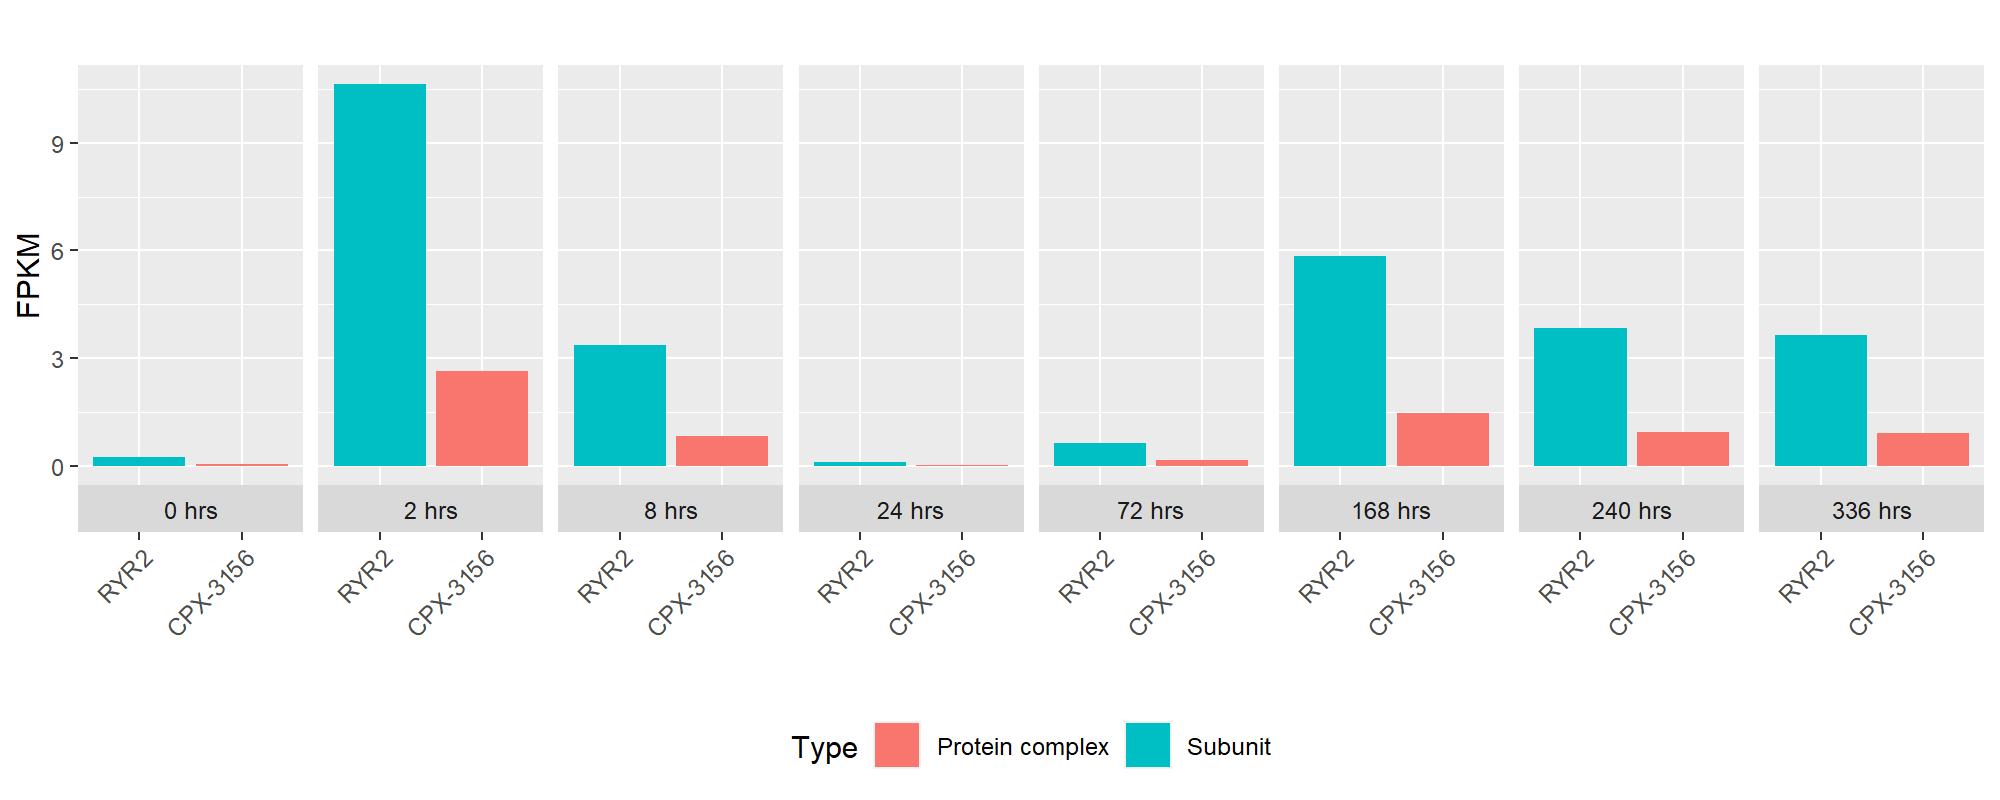 FPKM
9
6
3
0
0 hrs 2 hrs 8 hrs 24 hrs 72 hrs 168 hrs 240 hrs 336 hrs
RYR2 CPX-3156 RYR2 CPX-3156 RYR2 CPX-3156 RYR2 CPX-3156 RYR2 CPX-3156 RYR2 CPX-3156 RYR2 CPX-3156 RYR2 CPX-3156
Type Protein complex Subunit